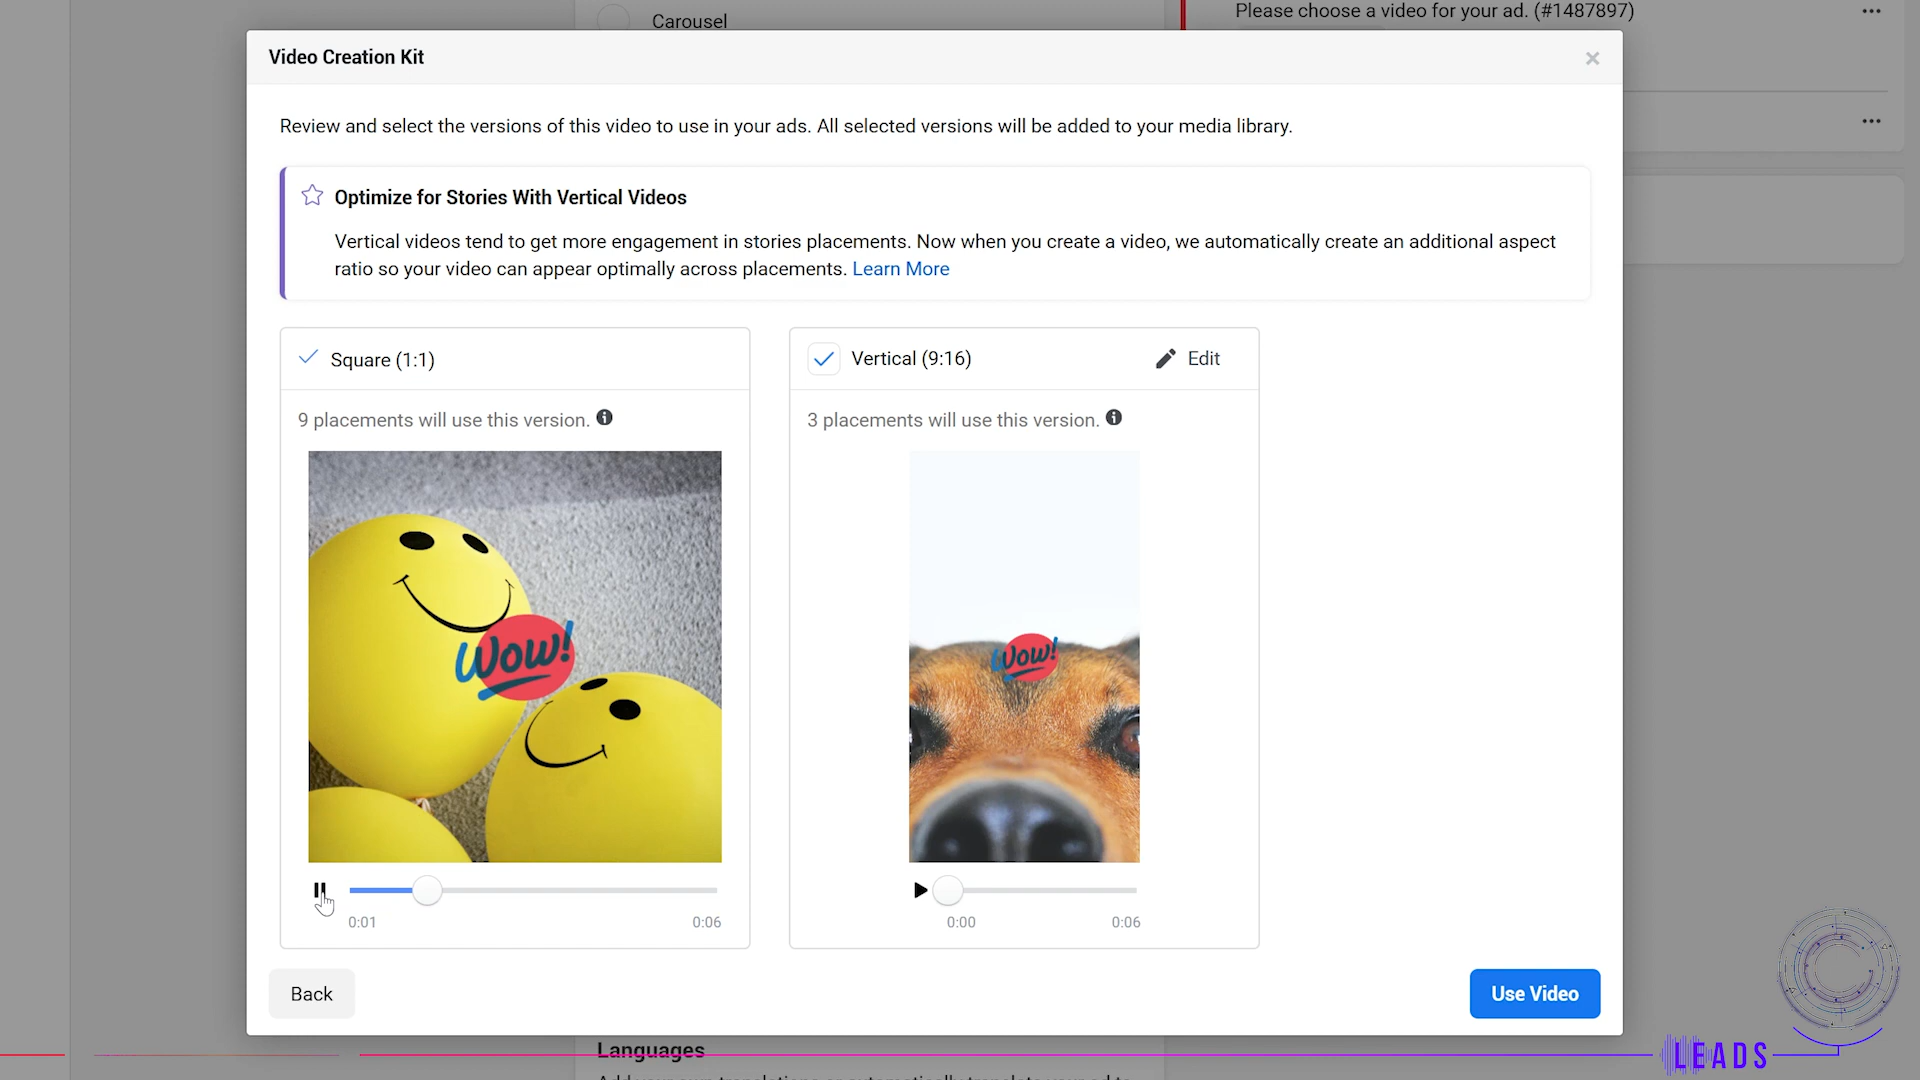 Carousel
Please choose a video for your ad. (#1487897)
Video Creation Kit
Review and select the versions of this video to use in your ads. All selected versions will be added to your media library.
Optimize for Stories With Vertical Videos
Vertical videos tend to get more engagement in stories placements. Now when you create a video, we automatically create an additional aspect
ratio so your video can appear optimally across placements. Learn More
Square (1:1)
9 placements will use this version.
Wow!
0:01
0:06
Vertical (9:16)
Edit
3 placements will use this version.
Wow!
0:00
0:06
Back
Use Video
Languages
LEADS